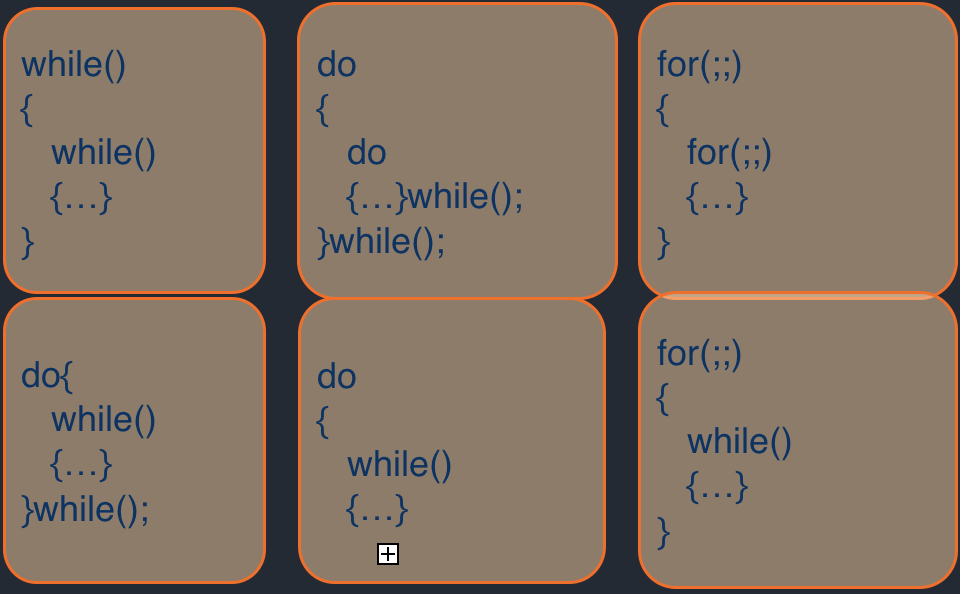 while()
{
while()
{…}
}
do
{
do
{…}while();
}while();
for(;;)
{
for(;;)
{…}
}
do{
while()
{…}
}while();
do
{
while()
{…}
for(;;)
{
while()
{…}
}